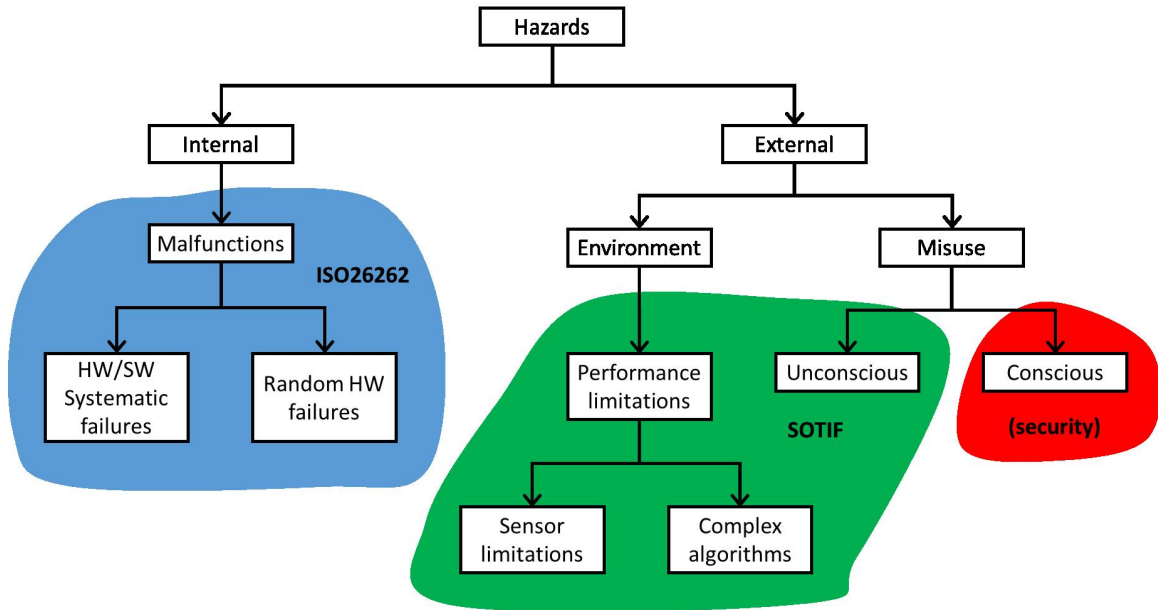 Hazards
Internal
External
Malfunctions
ISO26262
Environment
Misuse
HW/SW
Systematic
failures
Random HW
failures
Performance
limitations
Unconscious
Conscious
SOTIF
(security)
Sensor
limitations
Complex
algorithms